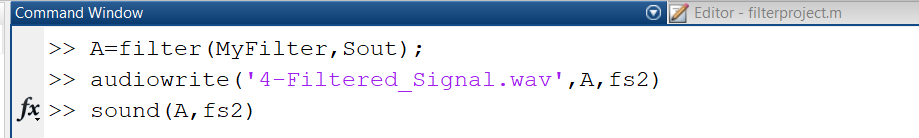 Command Window
Editor - filterproject.m
>> A=filter(MyFilter,Sout);
>> audiowrite('4-Filtered_Signal.wav',A,fs2)
fx >> sound(A,fs2)